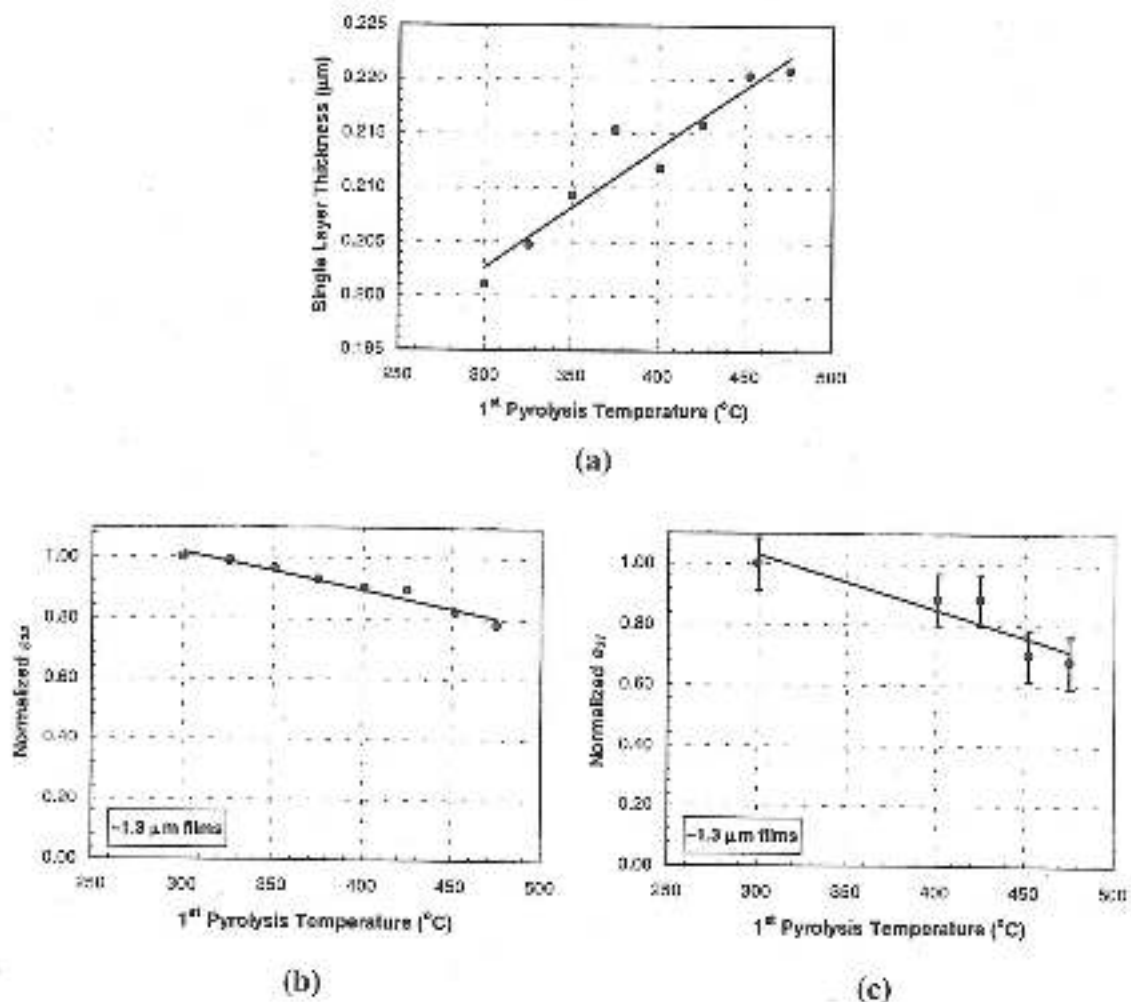 0.225
0.220
0.215
0.210
0.205
0.200
0.195
250 300 350 400 450 500
Single Layer Thickness (μm)
1st Pyrolysis Temperature (°C)
(a)
1.00
0.80
0.60
0.40
0.20
0.00
250 300 350 400 450 500
Normalized
~1.3 μm films
1st Pyrolysis Temperature (°C)
(b)
1.00
0.80
0.60
0.40
0.20
0.00
250 300 350 400 450 500
Normalized
~1.3 μm films
1st Pyrolysis Temperature (°C)
(c)